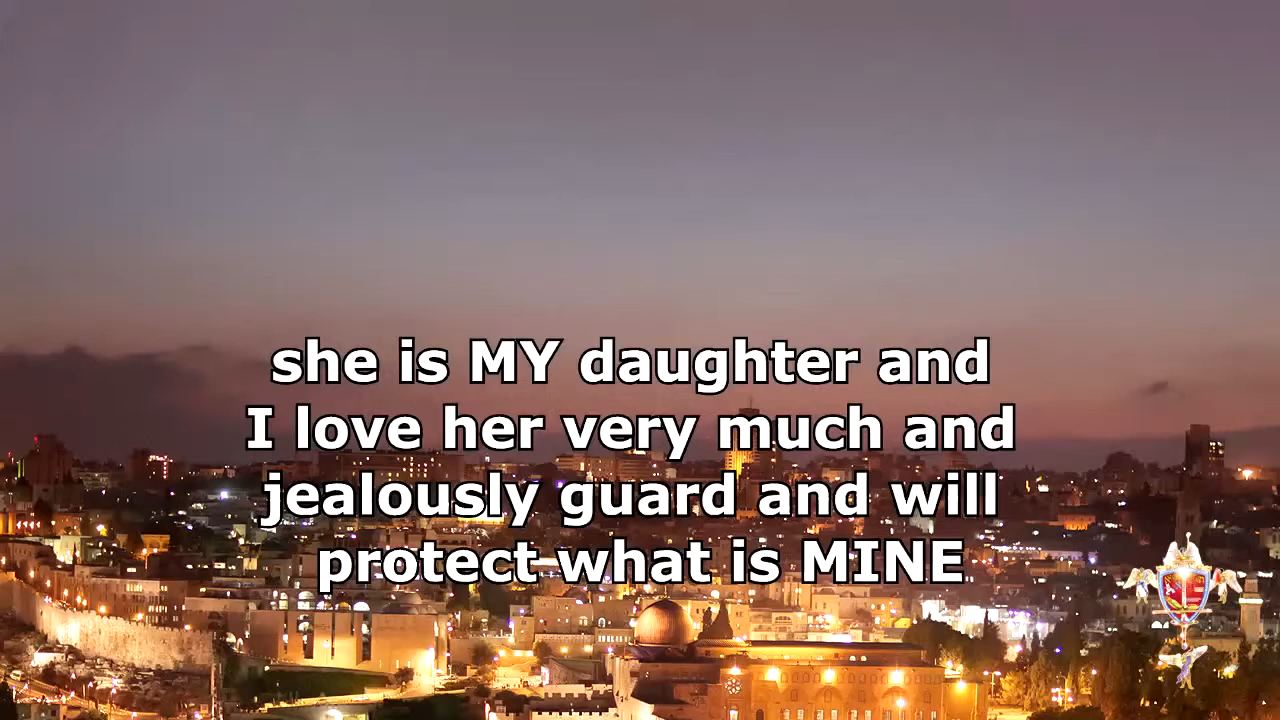 she is MY daughter and
I love her very much and
jealously guard and will
protect what is MINE